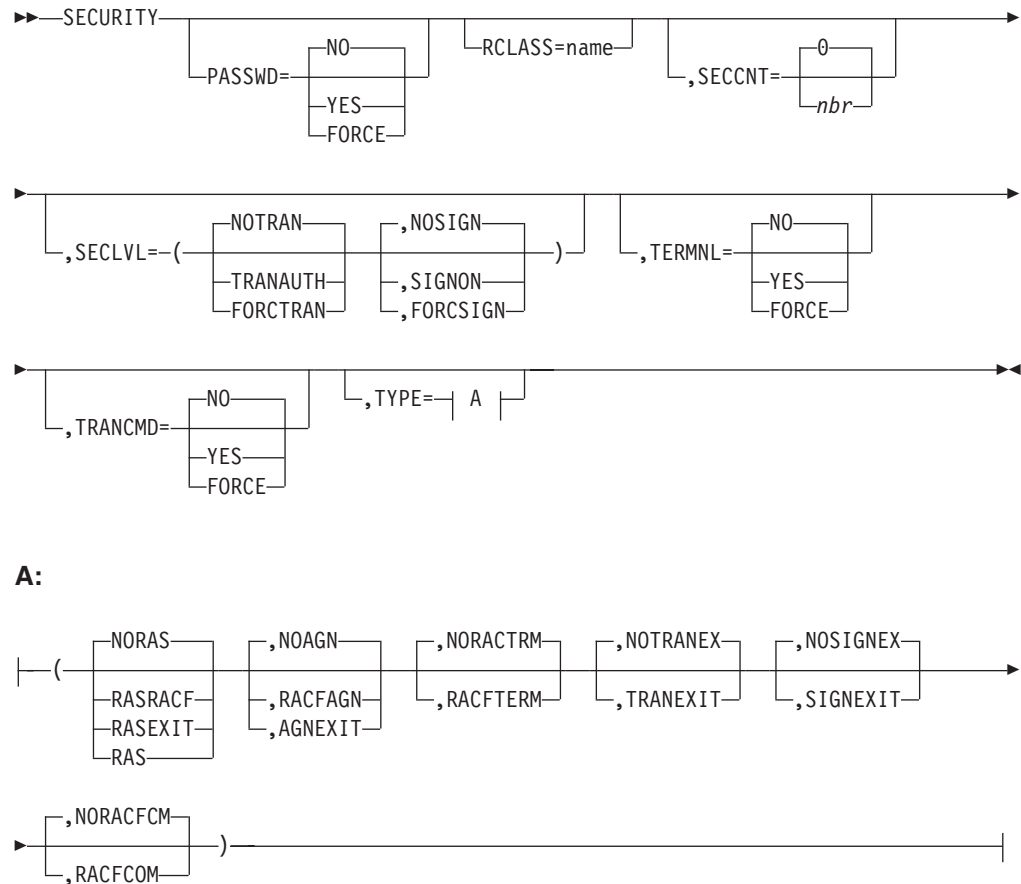 SECURITY
PASSWD=
NO
YES
FORCE
RCLASS=name
,SECCNT=
0
nbr
,SECLVL=(
NOTRAN
TRANAUTH
FORCTRAN
,NOSIGN
,SIGNON
,FORCSIGN
)
,TERMNL=
NO
YES
FORCE
,TRANCMD=
NO
YES
FORCE
,TYPE= A
A:
(
NORAS
RASRACF
RASEXIT
RAS
,NOAGN
,RACFAGN
,AGNEXIT
,NORACTRM
,RACFTERM
,NOTRANEX
,TRANEXIT
,NOSIGNEX
,SIGNEXIT
,NORACFCM
,RACFCOM
)